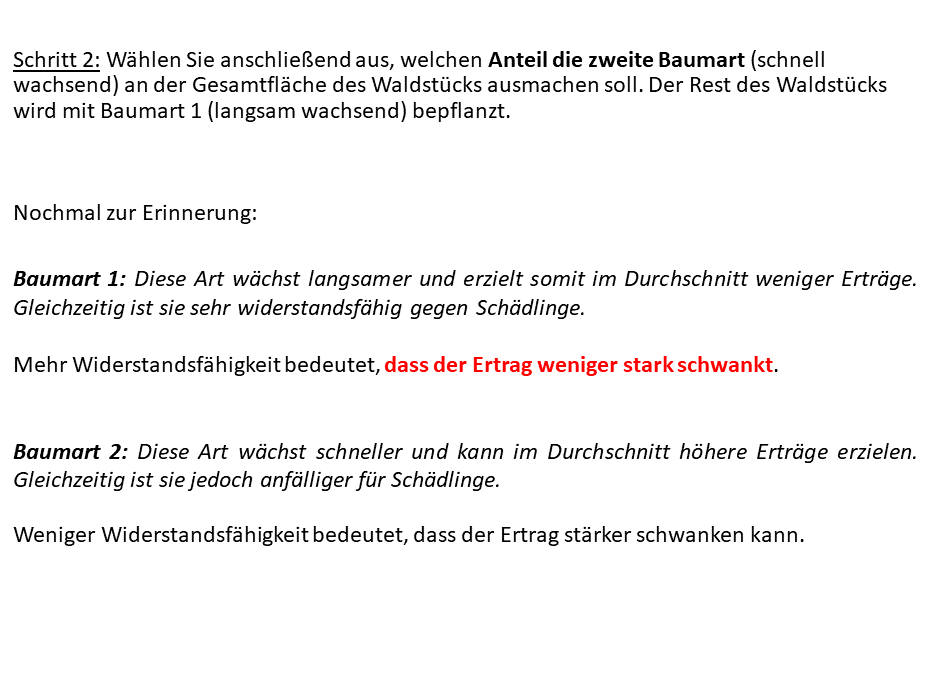 Schritt 2: Wählen Sie anschließend aus, welchen Anteil die zweite Baumart (schnell
wachsend) an der Gesamtfläche des Waldstücks ausmachen soll. Der Rest des Waldstücks
wird mit Baumart 1 (langsam wachsend) bepflanzt.
Nochmal zur Erinnerung:
Baumart 1: Diese Art wächst langsamer und erzielt somit im Durchschnitt weniger Erträge.
Gleichzeitig ist sie sehr widerstandsfähig gegen Schädlinge.
Mehr Widerstandsfähigkeit bedeutet, dass der Ertrag weniger stark schwankt.
Baumart 2: Diese Art wächst schneller und kann im Durchschnitt höhere Erträge erzielen.
Gleichzeitig ist sie jedoch anfälliger für Schädlinge.
Weniger Widerstandsfähigkeit bedeutet, dass der Ertrag stärker schwanken kann.